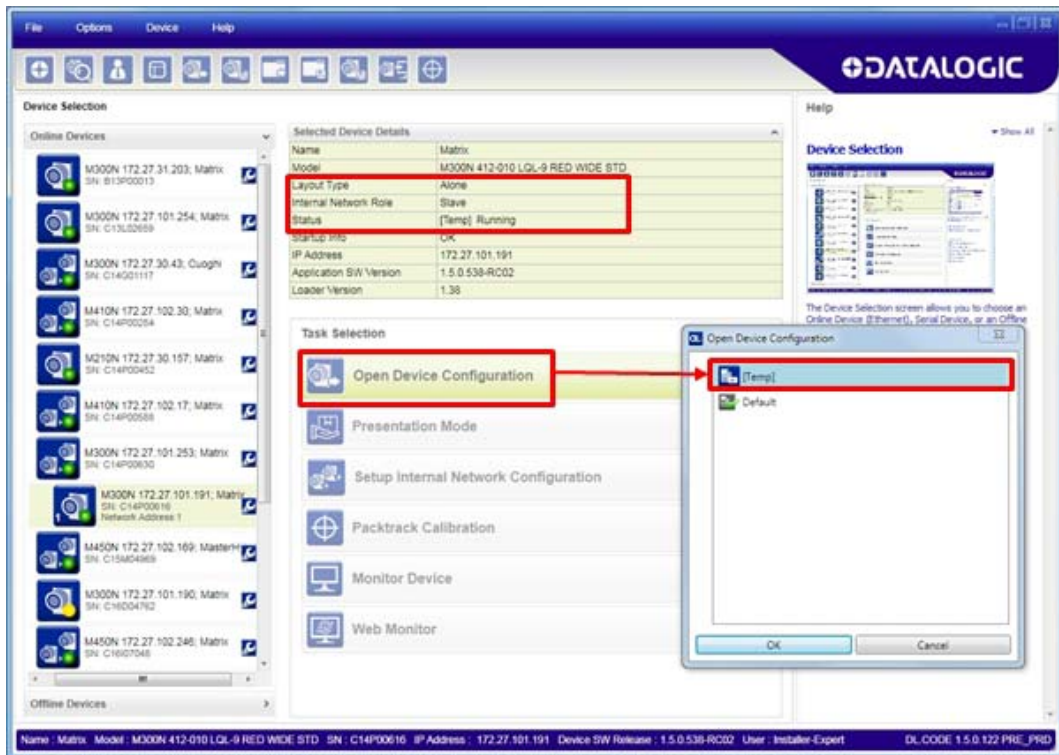 File Options Device Help
DATALOGIC
Device Selection
Online Devices
M300N 172.27.31.203; Matrix
SN: B13P00013
M300N 172.27.101.254; Matrix
SN: C13L02659
M300N 172.27.30.43; Cuoghi
SN: C14G01117
M410N 172.27.102.30; Matrix
SN: C14P00264
M210N 172.27.30.157; Matrix
SN: C14P00452
M410N 172.27.102.17; Matrix
SN: C14P00588
M300N 172.27.101.253; Matrix
SN: C14P00630
M300N 172.27.101.191; Matrix
SN: C14P00616
Network Address 1
1
M450N 172.27.102.169; MasterH
SN: C15M04969
M300N 172.27.101.190; Matrix
SN: C16D04762
M450N 172.27.102.246; Matrix
SN: C16I07046
Offline Devices
Selected Device Details
Name Matrix
Model M300N 412-010 LQL-9 RED WIDE STD
Layout Type Alone
Internal Network Role Slave
Status [Temp] Running
Startup Info OK
IP Address 172.27.101.191
Application SW Version 1.5.0.538-RC02
Loader Version 1.38
Task Selection
Open Device Configuration
Presentation Mode
Setup Internal Network Configuration
Packtrack Calibration
Monitor Device
Web Monitor
Help
Show All
Device Selection
The Device Selection screen allows you to choose an
Online Device (Ethernet), Serial Device, or an Offline
Open Device Configuration
[Temp]
Default
OK Cancel
Name : Matrix Model : M300N 412-010 LQL-9 RED WIDE STD SN : C14P00616 IP Address : 172.27.101.191 Device SW Release : 1.5.0.538-RC02 User : Installer-Expert DL.CODE 1.5.0.122 PRE_PRD